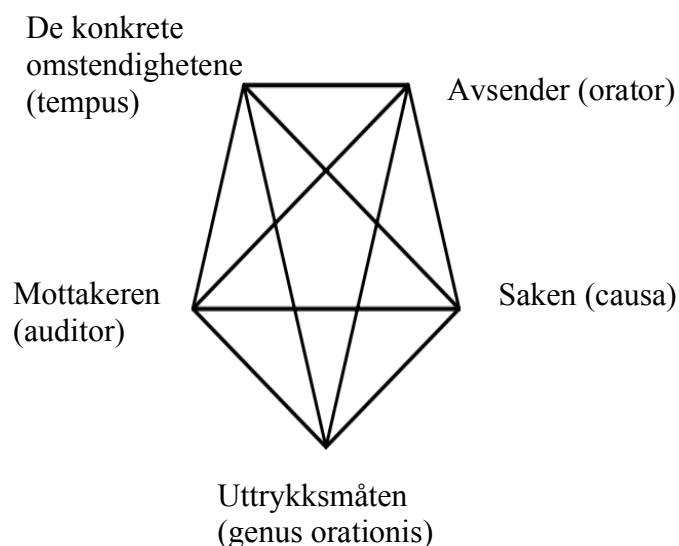 De konkrete
omstendighetene
(tempus)
Avsender (orator)
Mottakeren
(auditor)
Saken (causa)
Uttrykksmåten
(genus orationis)